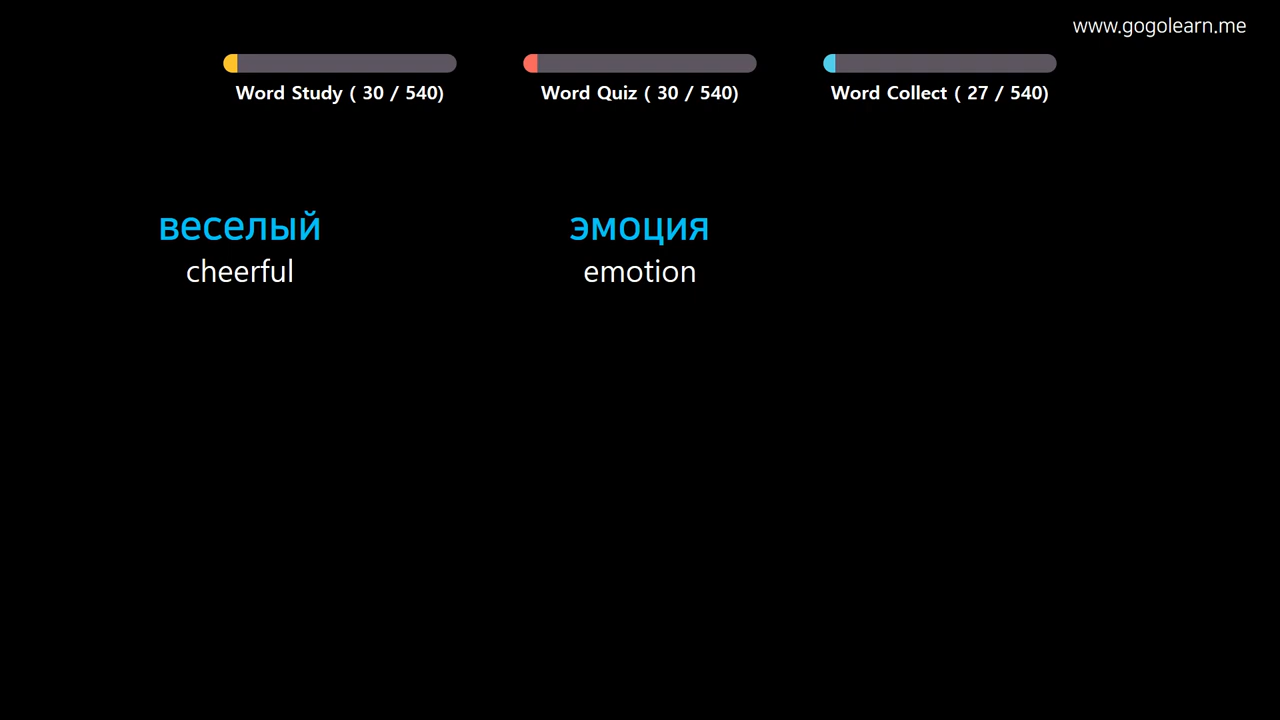 www.gogolearn.me
Word Study ( 30 / 540)
Word Quiz ( 30 / 540)
Word Collect ( 27 / 540)
веселый
cheerful
эмоция
emotion